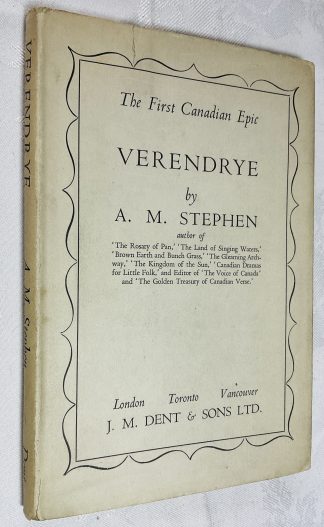 The First Canadian Epic
VERENDRYE
by
A. M. STEPHEN
author of
'The Rosary of Pan,' 'The Land of Singing Waters,'
'Brown Earth and Bunch Grass,' 'The Gleaming Arch-
way,' 'The Kingdom of the Sun,' 'Canadian Dramas
for Little Folk,' and Editor of 'The Voice of Canada'
and 'The Golden Treasury of Canadian Verse.'
London Toronto Vancouver
J. M. DENT & SONS LTD.
VERENDRYE
A. M. Stephen